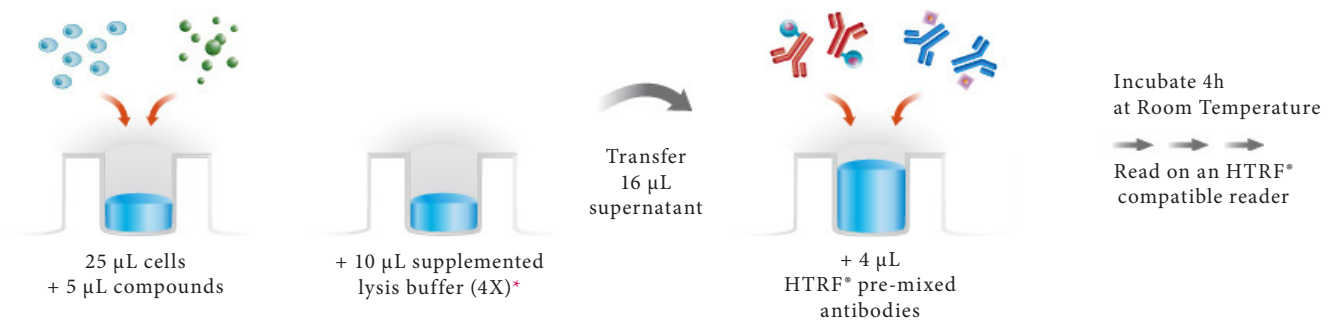 25 µL cells
+ 5 µL compounds
+ 10 µL supplemented
lysis buffer (4X)*
Transfer
16 µL
supernatant
+ 4 µL
HTRF® pre-mixed
antibodies
Incubate 4h
at Room Temperature
Read on an HTRF®
compatible reader